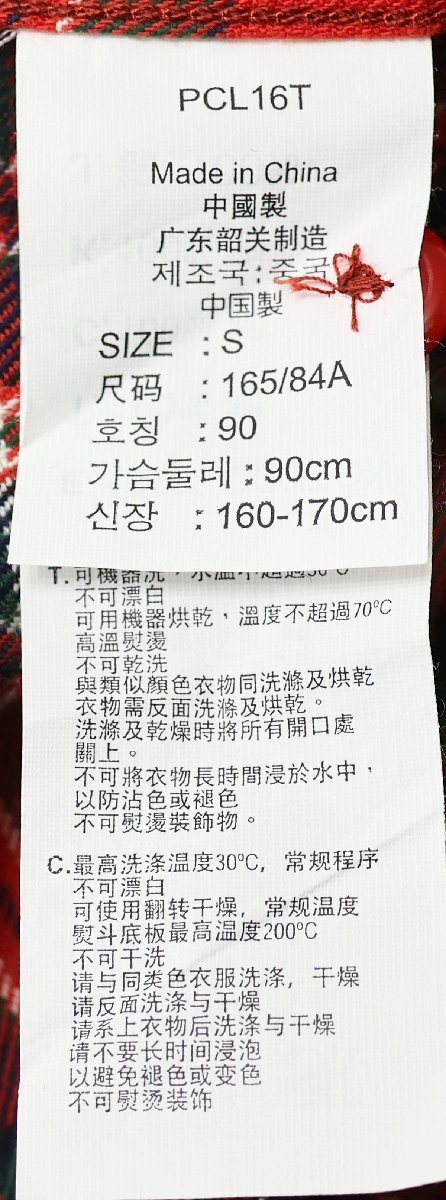 PCL16T
Made in China
中國製
广东韶关制造
제조국:중국
中国製
SIZE : S
尺码 : 165/84A
호칭 : 90
가슴둘레 : 90cm
신장 : 160-170cm
T.可機器洗，水溫不超過30°C
不可漂白
可用機器烘乾，溫度不超過70°C
高溫熨燙
不可乾洗
與類似顏色衣物同洗滌及烘乾
衣物需反面洗滌及烘乾。
洗滌及乾燥時將所有開口處
關上。
不可將衣物長時間浸於水中，
以防沾色或褪色
不可熨燙裝飾物。
C.最高洗涤温度30°C, 常规程序
不可漂白
可使用翻转干燥, 常规温度
熨斗底板最高温度200°C
不可干洗
请与同类色衣服洗涤, 干燥
请反面洗涤与干燥
请系上衣物后洗涤与干燥
请不要长时间浸泡
以避免褪色或变色
不可熨烫装饰